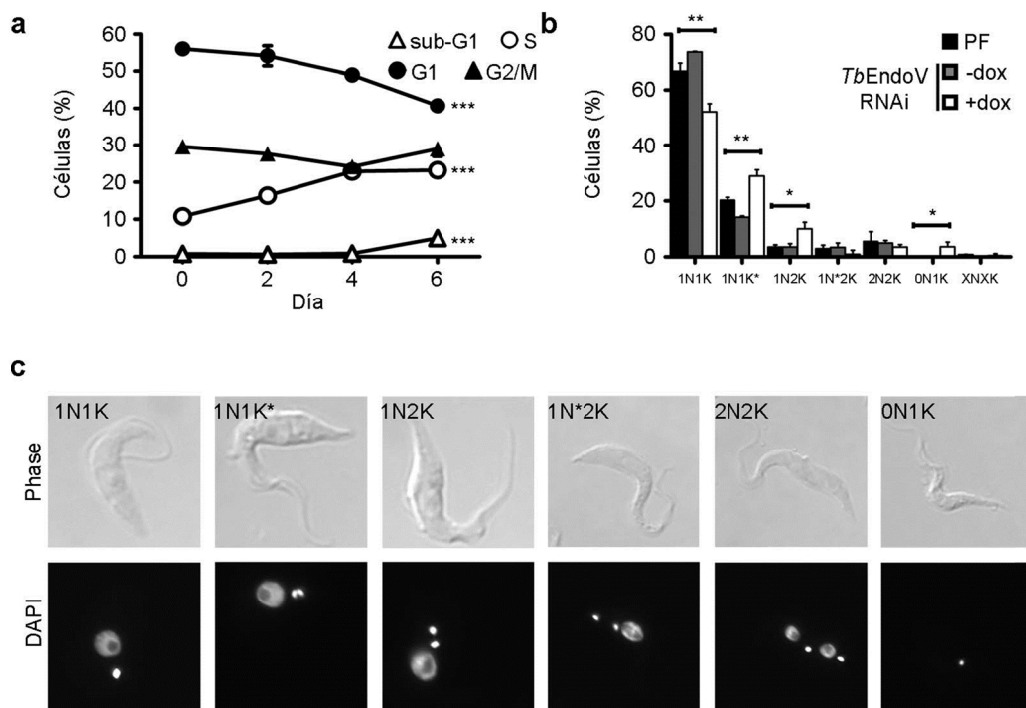 a
60
50
40
30
20
10
0
Células (%)
0 2 4 6
Día
sub-G1 S
G1 G2/M
***
***
***
b
80
60
40
20
0
Células (%)
** ** * *
1N1K 1N1K* 1N2K 1N*2K 2N2K 0N1K XNXK
PF
TbEndoV
RNAi
-dox
+dox
c
Phase
1N1K 1N1K* 1N2K 1N*2K 2N2K 0N1K
DAPI